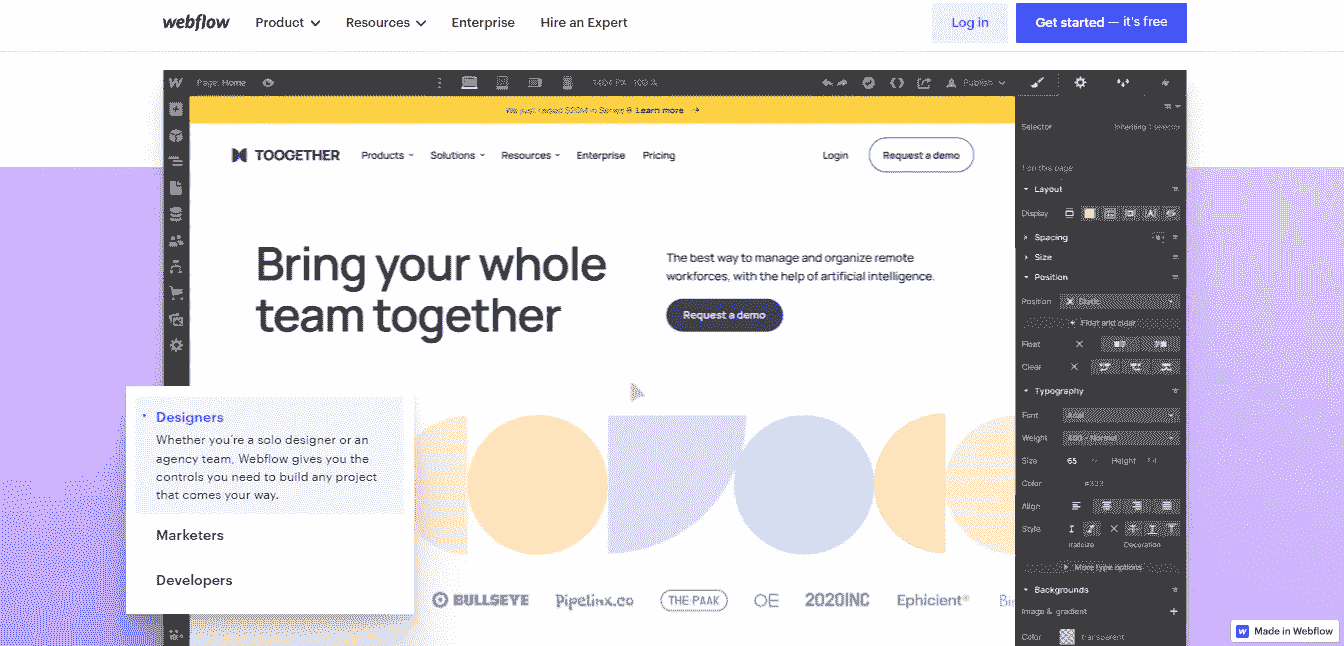 webflow Product Resources Enterprise Hire an Expert Log in Get started — it's free
Page: Home 1404 PX 100 % Publish
We just raised $20M in Series B Learn more →
Selector Inheriting 1 selector
TOOGETHER Products Solutions Resources Enterprise Pricing Login Request a demo
1 on this page
Layout
Display
Spacing
Size
Position
Position Static
Float and clear
Float
Clear
Bring your whole
team together
The best way to manage and organize remote
workforces, with the help of artificial intelligence.
Request a demo
Typography
Font Arial
Weight 400 - Normal
Size 65 Height
Color #323
Align
Style
Italicize Decoration
More type options
Backgrounds
Image & gradient
Color transparent
Designers
Whether you're a solo designer or an
agency team, Webflow gives you the
controls you need to build any project
that comes your way.
Marketers
Developers
BULLSEYE Pipelinx.co THE PAAK OE 2020INC Ephicient®
Made in Webflow